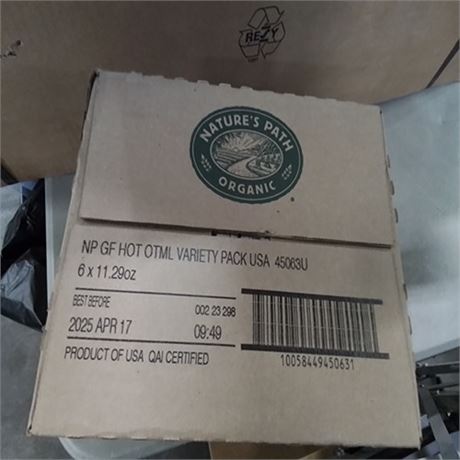 REZY
NATURE'S PATH
ORGANIC
NP GF HOT OTML VARIETY PACK USA 45063U
6 x 11.29oz
BEST BEFORE
002 23 298
2025 APR 17
09:49
PRODUCT OF USA QAI CERTIFIED
10058449450631